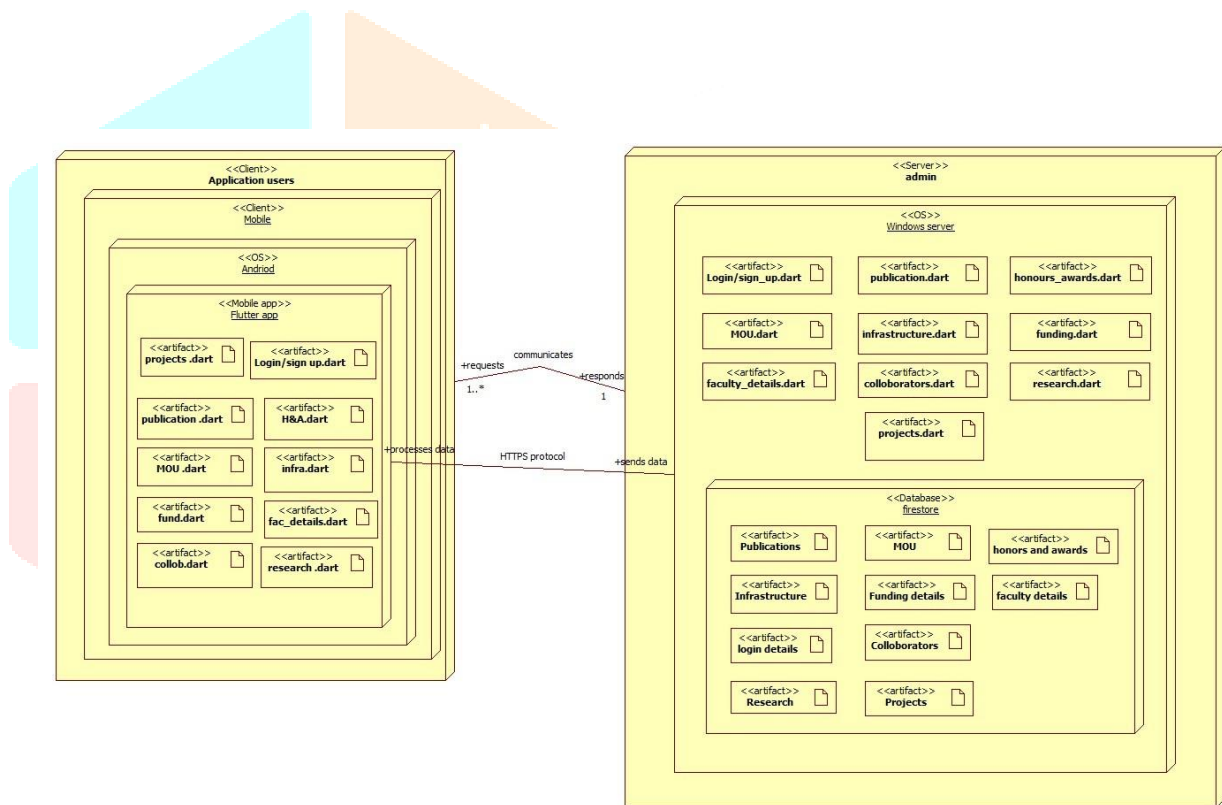 <<Client>>
Application users
<<Client>>
Mobile
<<OS>>
Andriod
<<Mobile app>>
Flutter app
<<artifact>>
projects .dart
<<artifact>>
Login/sign up.dart
<<artifact>>
publication .dart
<<artifact>>
H&A.dart
<<artifact>>
MOU .dart
<<artifact>>
infra.dart
<<artifact>>
fund.dart
<<artifact>>
fac_details.dart
<<artifact>>
collob.dart
<<artifact>>
research .dart
+requests
communicates
+responds
1..*
1
+processes data
HTTPS protocol
+sends data
<<Server>>
admin
<<OS>>
Windows server
<<artifact>>
Login/sign_up.dart
<<artifact>>
publication.dart
<<artifact>>
honours_awards.dart
<<artifact>>
MOU.dart
<<artifact>>
infrastructure.dart
<<artifact>>
funding.dart
<<artifact>>
faculty_details.dart
<<artifact>>
colloborators.dart
<<artifact>>
research.dart
<<artifact>>
projects.dart
<<Database>>
firestore
<<artifact>>
Publications
<<artifact>>
MOU
<<artifact>>
honors and awards
<<artifact>>
Infrastructure
<<artifact>>
Funding details
<<artifact>>
faculty details
<<artifact>>
login details
<<artifact>>
Colloborators
<<artifact>>
Research
<<artifact>>
Projects